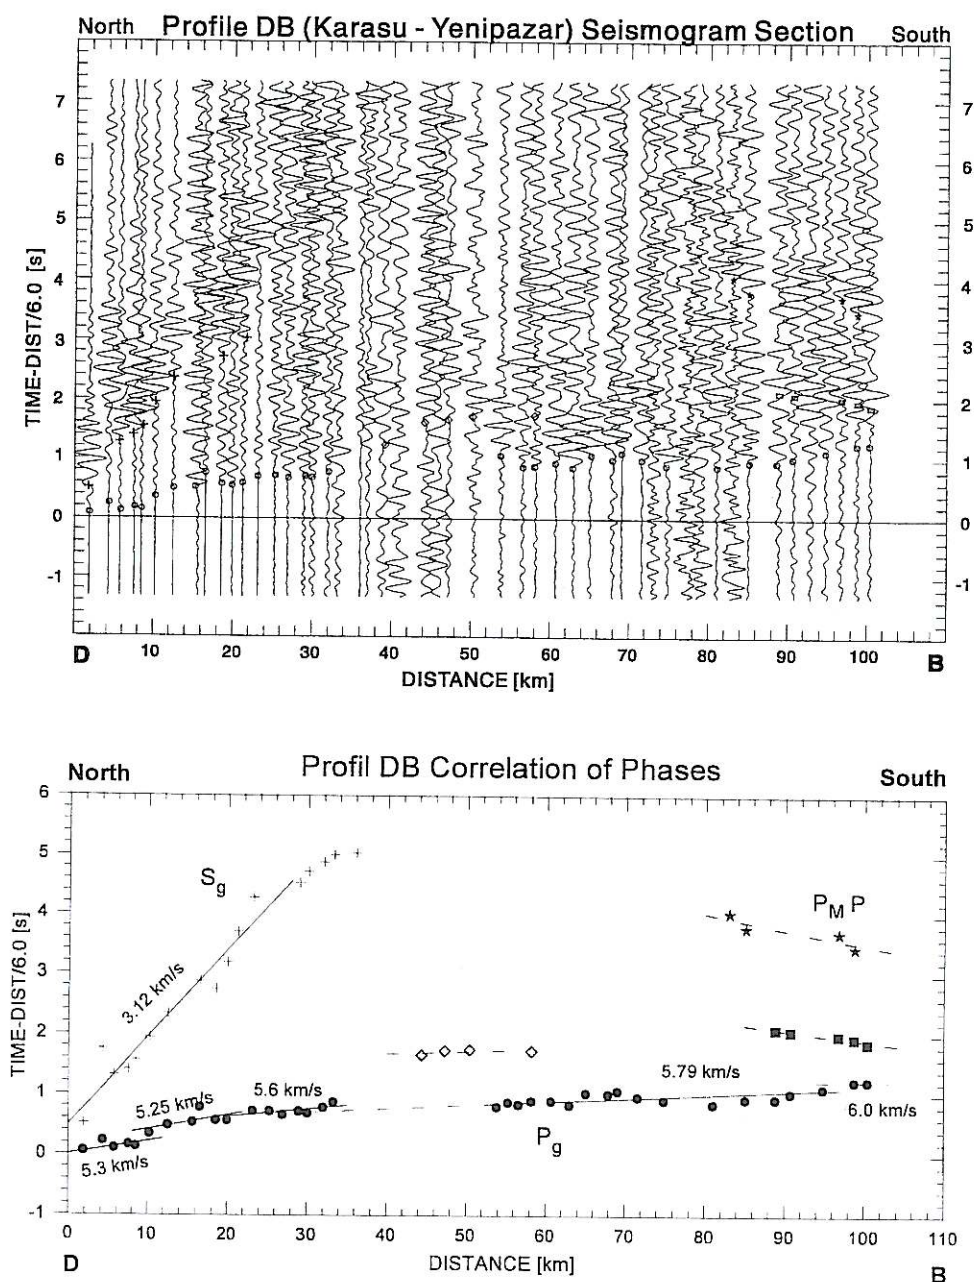 North Profile DB (Karasu - Yenipazar) Seismogram Section South
7 7
6 6
5 5
4 4
3 3
2 2
1 1
0 0
-1 -1
TIME-DIST/6.0 [s]
D 10 20 30 40 50 60 70 80 90 100 B
DISTANCE [km]
North Profil DB Correlation of Phases South
6
5
4
3
2
1
0
-1
TIME-DIST/6.0 [s]
Sg
PM P
3.12 km/s
5.79 km/s
5.6 km/s
5.25 km/s
6.0 km/s
Pg
5.3 km/s
0 10 20 30 40 50 60 70 80 90 100 110
D DISTANCE [km] B